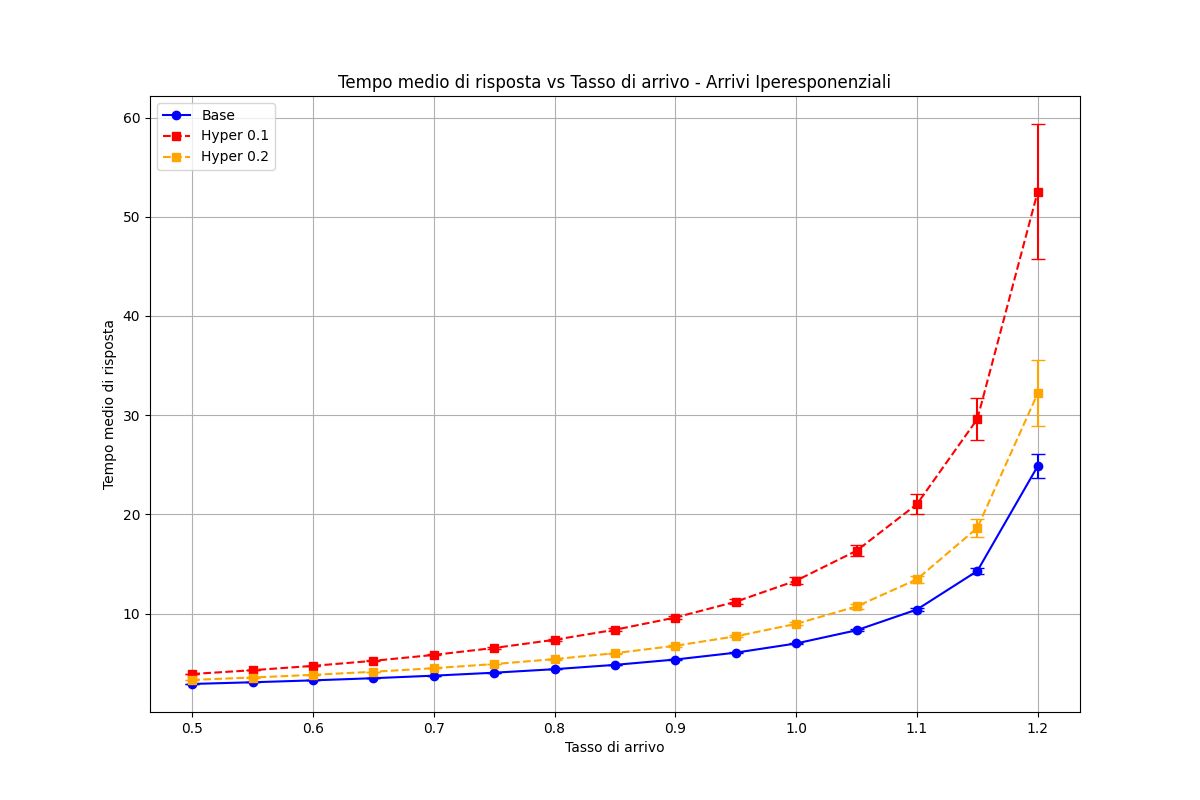 Tempo medio di risposta vs Tasso di arrivo - Arrivi Iperesponenziali
Base
Hyper 0.1
Hyper 0.2
Tempo medio di risposta
60
50
40
30
20
10
0.5 0.6 0.7 0.8 0.9 1.0 1.1 1.2
Tasso di arrivo